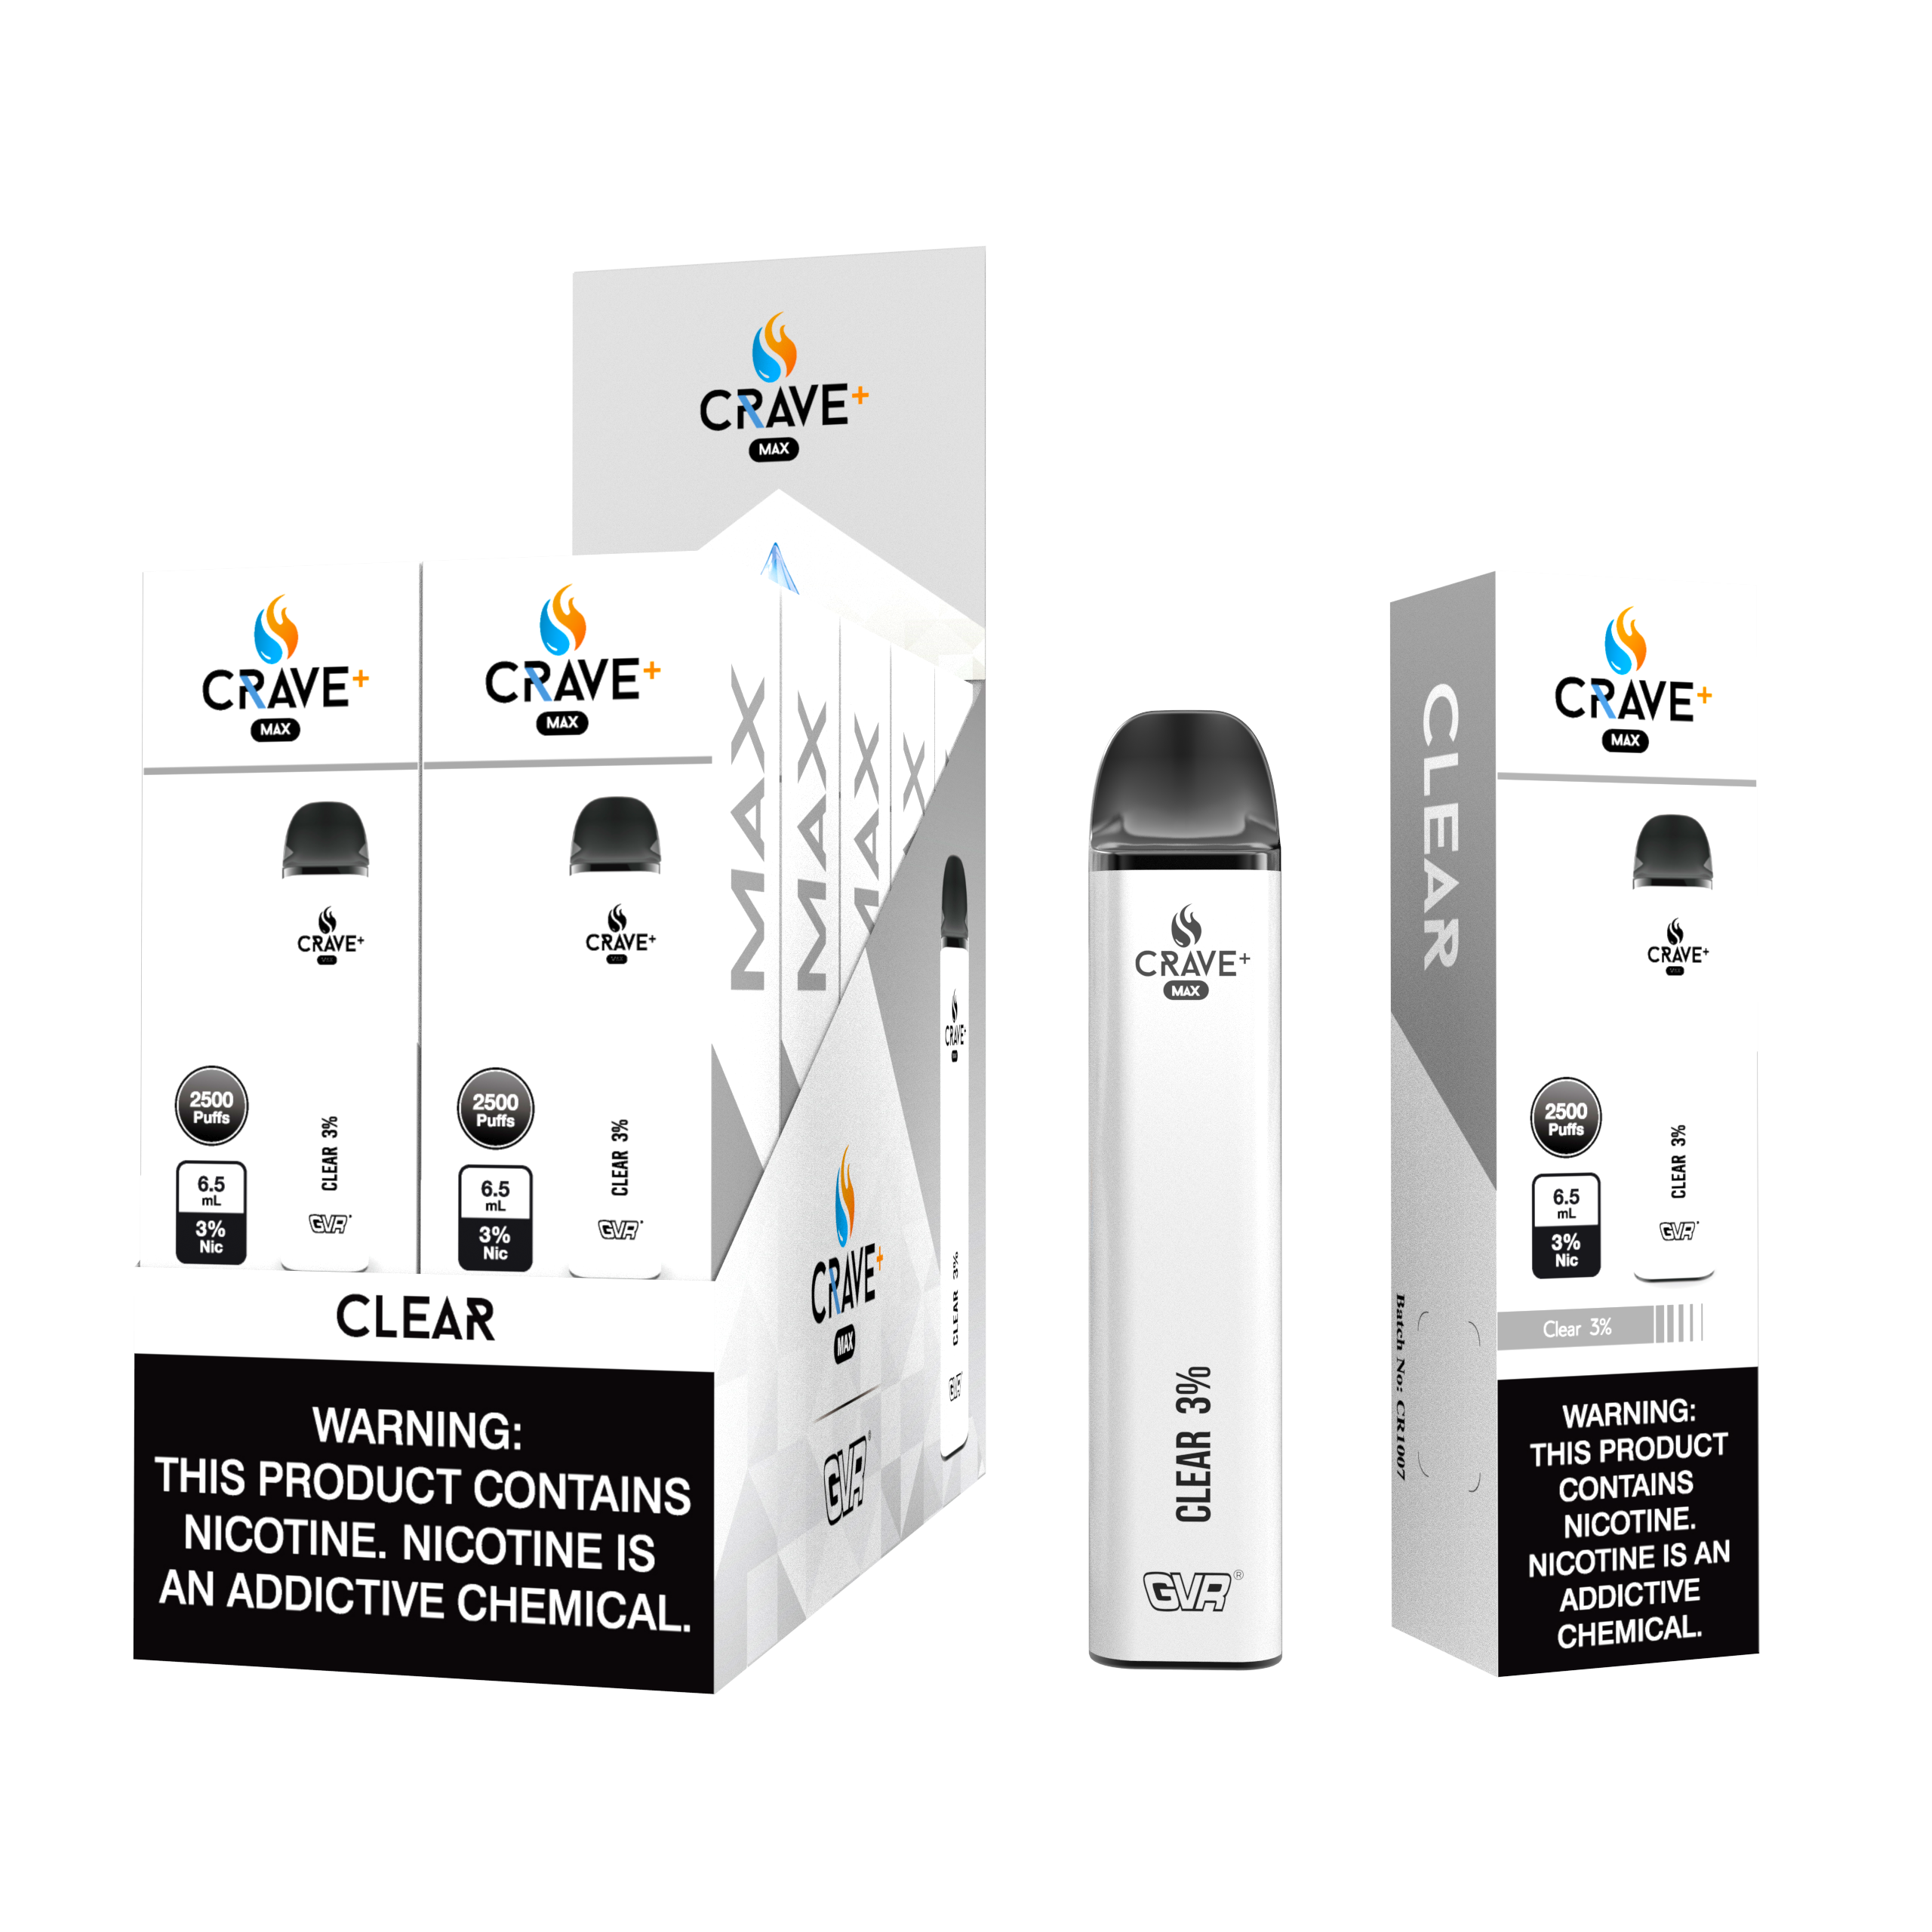 CRAVE+
MAX
CRAVE+
MAX
CRAVE+
2500
Puffs
6.5
mL
3%
Nic
CLEAR 3%
GVR
CRAVE+
MAX
CRAVE+
2500
Puffs
6.5
mL
3%
Nic
CLEAR 3%
GVR
MAX
MAX
MAX
CLEAR
WARNING:
THIS PRODUCT CONTAINS
NICOTINE. NICOTINE IS
AN ADDICTIVE CHEMICAL.
CRAVE+
MAX
GVR®
CRAVE+
CLEAR 3%
GVR
CRAVE+
MAX
CLEAR 3%
GVR®
CLEAR
Batch No: CR1007
CRAVE+
MAX
CRAVE+
2500
Puffs
6.5
mL
3%
Nic
CLEAR 3%
GVR
Clear 3%
WARNING:
THIS PRODUCT
CONTAINS
NICOTINE.
NICOTINE IS AN
ADDICTIVE
CHEMICAL.